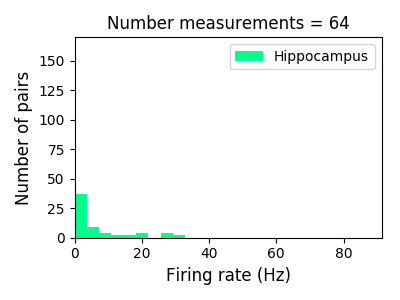 Number measurements = 64
Hippocampus
Number of pairs
150
125
100
75
50
25
0
0 20 40 60 80
Firing rate (Hz)